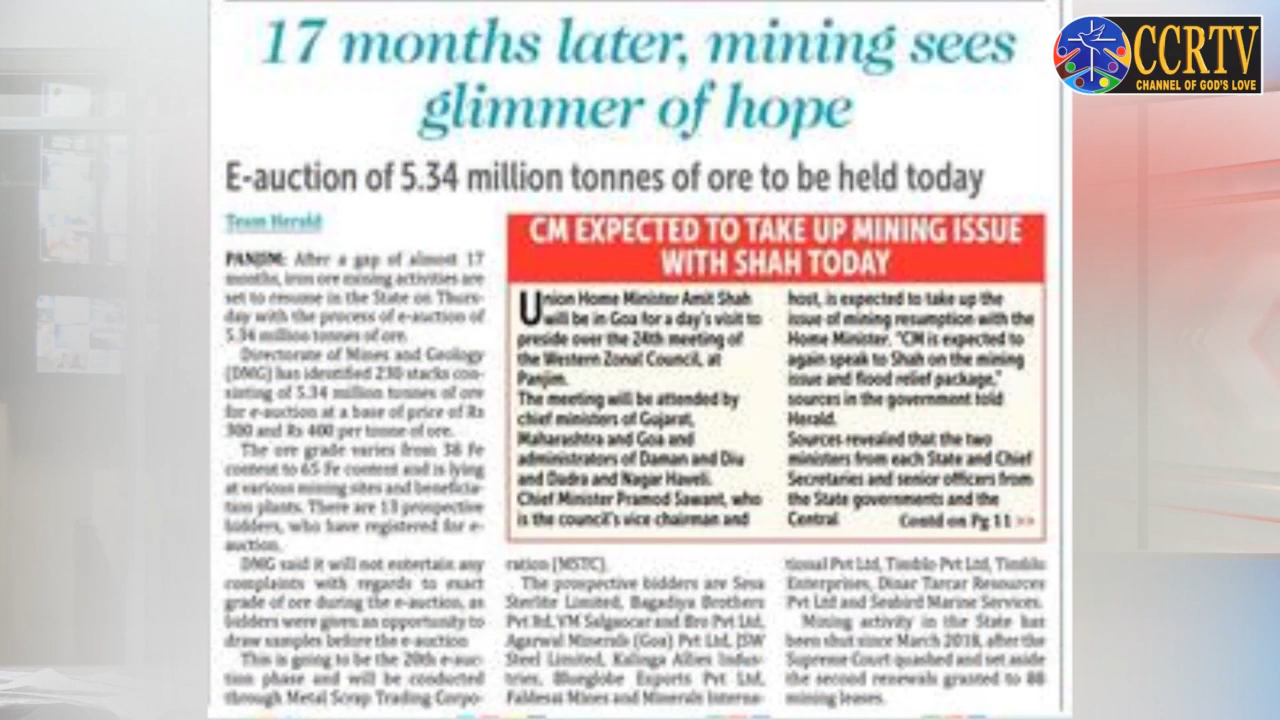 17 months later, mining sees
glimmer of hope
E-auction of 5.34 million tonnes of ore to be held today
Team Herald
PANJIM: After a gap of almost 17
months, iron ore mining activities are
set to resume in the State on Thurs-
day with the process of e-auction of
5.34 million tonnes of ore.
Directorate of Mines and Geology
(DMG) has identified 230 stacks con-
sisting of 5.34 million tonnes of ore
for e-auction at a base of price of Rs
300 and Rs 400 per tonne of ore.
The ore grade varies from 38 Fe
content to 65 Fe content and is lying
at various mining sites and beneficia-
tion plants. There are 13 prospective
bidders, who have registered for e-
auction.
DMG said it will not entertain any
complaints with regards to exact
grade of ore during the e-auction, as
bidders were given an opportunity to
draw samples before the e-auction
This is going to be the 20th e-auc-
tion phase and will be conducted
through Metal Scrap Trading Corpo-
CM EXPECTED TO TAKE UP MINING ISSUE
WITH SHAH TODAY
Union Home Minister Amit Shah
will be in Goa for a day's visit to
preside over the 24th meeting of
the Western Zonal Council, at
Panjim.
The meeting will be attended by
chief ministers of Gujarat,
Maharashtra and Goa and
administrators of Daman and Diu
and Dadra and Nagar Haveli.
Chief Minister Pramod Sawant, who
is the council's vice chairman and
host, is expected to take up the
issue of mining resumption with the
Home Minister. "CM is expected to
again speak to Shah on the mining
issue and flood relief package,"
sources in the government told
Herald.
Sources revealed that the two
ministers from each State and Chief
Secretaries and senior officers from
the State governments and the
Central Contd on Pg 11 >>
ration (MSTC).
The prospective bidders are Sesa
Sterlite Limited, Bagadiya Brothers
Pvt ltd, VM Salgaocar and Bro Pvt Ltd,
Agarwal Minerals (Goa) Pvt Ltd, JSW
Steel Limited, Kalinga Allies Indus-
tries, Blueglobe Exports Pvt Ltd,
Faldesai Mines and Minerals Interna-
tional Pvt Ltd, Timblo Pvt Ltd, Timblo
Enterprises, Dinar Tarcar Resources
Pvt Ltd and Seabird Marine Services.
Mining activity in the State has
been shut since March 2018, after the
Supreme Court quashed and set aside
the second renewals granted to 88
mining leases.
CCRTV
CHANNEL OF GOD'S LOVE